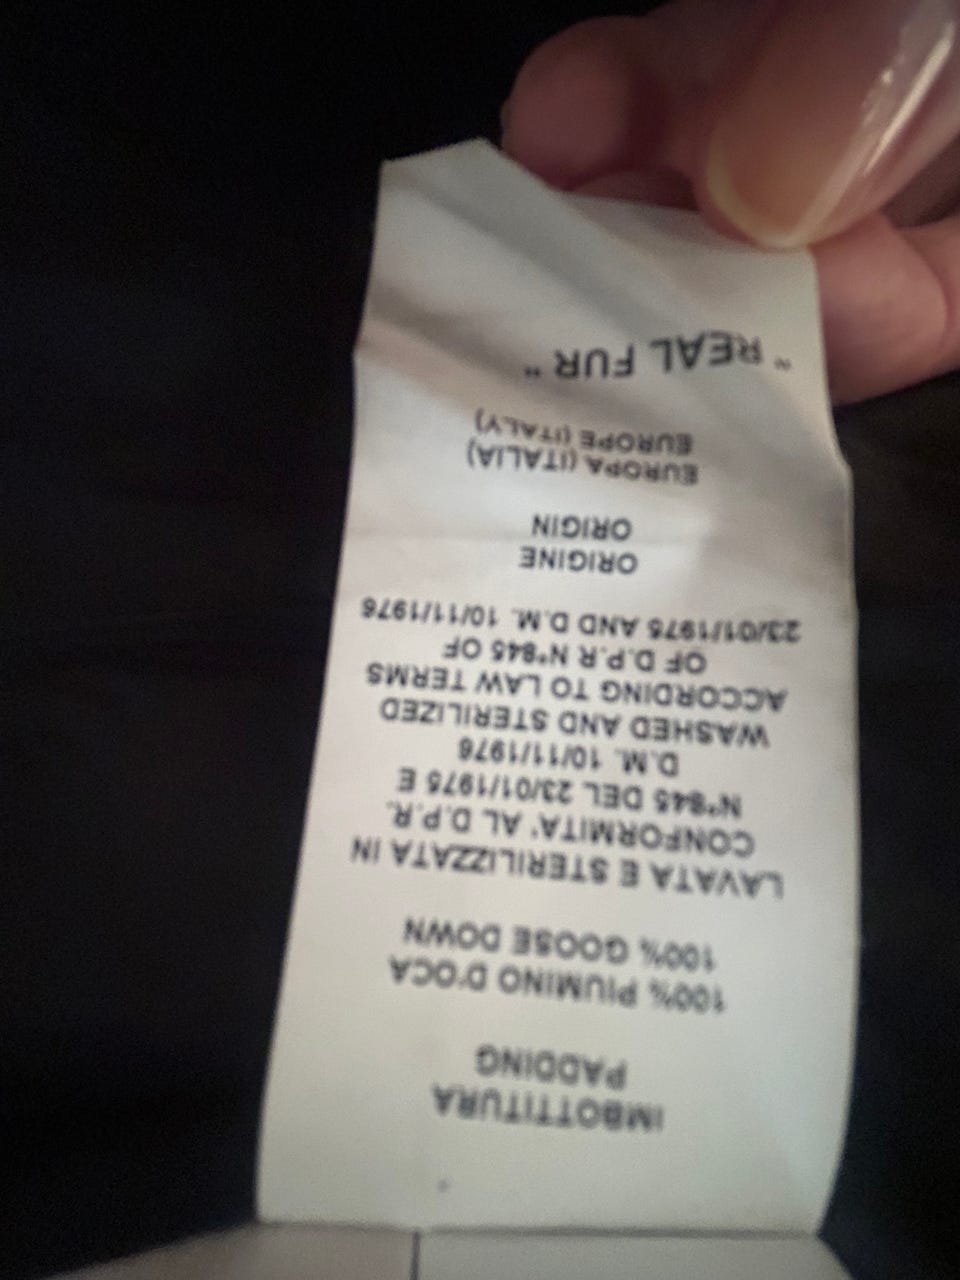 IMBOTTITURA
PADDING
100% PIUMINO D'OCA
100% GOOSE DOWN
LAVATA E STERILIZZATA IN
CONFORMITA' AL D.P.R.
N°845 DEL 23/01/1975 E
D.M. 10/11/1976
WASHED AND STERILIZED
ACCORDING TO LAW TERMS
OF D.P.R N°845 OF
23/01/1975 AND D.M. 10/11/1976
ORIGINE
ORIGIN
EUROPA (ITALIA)
EUROPE (ITALY)
" REAL FUR "